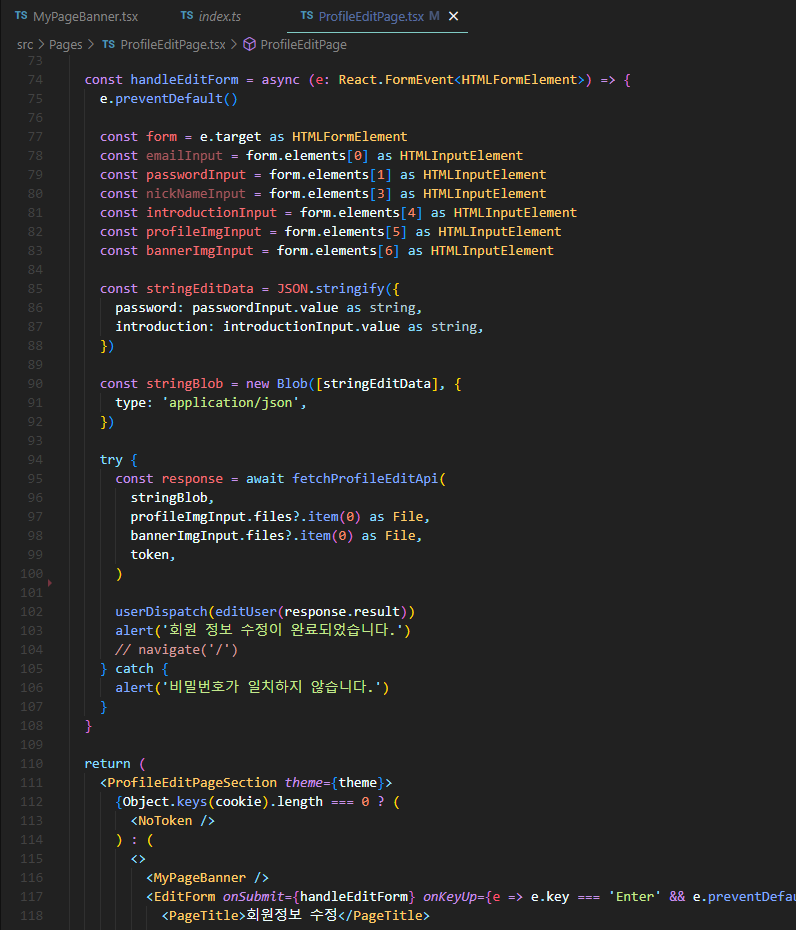 TS MyPageBanner.tsx TS index.ts TS ProfileEditPage.tsx M
src > Pages > TS ProfileEditPage.tsx > ProfileEditPage
73
74 const handleEditForm = async (e: React.FormEvent<HTMLFormElement>) => {
75 e.preventDefault()
76
77 const form = e.target as HTMLFormElement
78 const emailInput = form.elements[0] as HTMLInputElement
79 const passwordInput = form.elements[1] as HTMLInputElement
80 const nickNameInput = form.elements[3] as HTMLInputElement
81 const introductionInput = form.elements[4] as HTMLInputElement
82 const profileImgInput = form.elements[5] as HTMLInputElement
83 const bannerImgInput = form.elements[6] as HTMLInputElement
84
85 const stringEditData = JSON.stringify({
86 password: passwordInput.value as string,
87 introduction: introductionInput.value as string,
88 })
89
90 const stringBlob = new Blob([stringEditData], {
91 type: 'application/json',
92 })
93
94 try {
95 const response = await fetchProfileEditApi(
96 stringBlob,
97 profileImgInput.files?.item(0) as File,
98 bannerImgInput.files?.item(0) as File,
99 token,
100 )
101
102 userDispatch(editUser(response.result))
103 alert('회원 정보 수정이 완료되었습니다.')
104 // navigate('/')
105 } catch {
106 alert('비밀번호가 일치하지 않습니다.')
107 }
108 }
109
110 return (
111 <ProfileEditPageSection theme={theme}>
112 {Object.keys(cookie).length === 0 ? (
113 <NoToken />
114 ) : (
115 <>
116 <MyPageBanner />
117 <EditForm onSubmit={handleEditForm} onKeyUp={e => e.key === 'Enter' && e.preventDefau
118 <PageTitle>회원정보 수정</PageTitle>